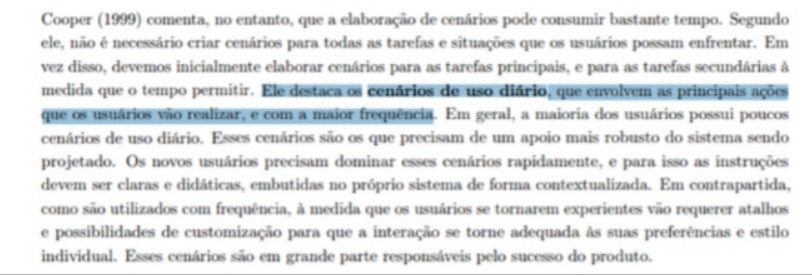 Cooper (1999) comenta, no entanto, que a elaboração de cenários pode consumir bastante tempo. Segundo
ele, não é necessário criar cenários para todas as tarefas e situações que os usuários possam enfrentar. Em
vez disso, devemos inicialmente elaborar cenários para as tarefas principais, e para as tarefas secundárias à
medida que o tempo permitir. Ele destaca os cenários de uso diário, que envolvem as principais ações
que os usuários vão realizar, e com a maior frequência. Em geral, a maioria dos usuários possui poucos
cenários de uso diário. Esses cenários são os que precisam de um apoio mais robusto do sistema sendo
projetado. Os novos usuários precisam dominar esses cenários rapidamente, e para isso as instruções
devem ser claras e didáticas, embutidas no próprio sistema de forma contextualizada. Em contrapartida,
como são utilizados com frequência, à medida que os usuários se tornarem experientes vão requerer atalhos
e possibilidades de customização para que a interação se torne adequada às suas preferências e estilo
individual. Esses cenários são em grande parte responsáveis pelo sucesso do produto.